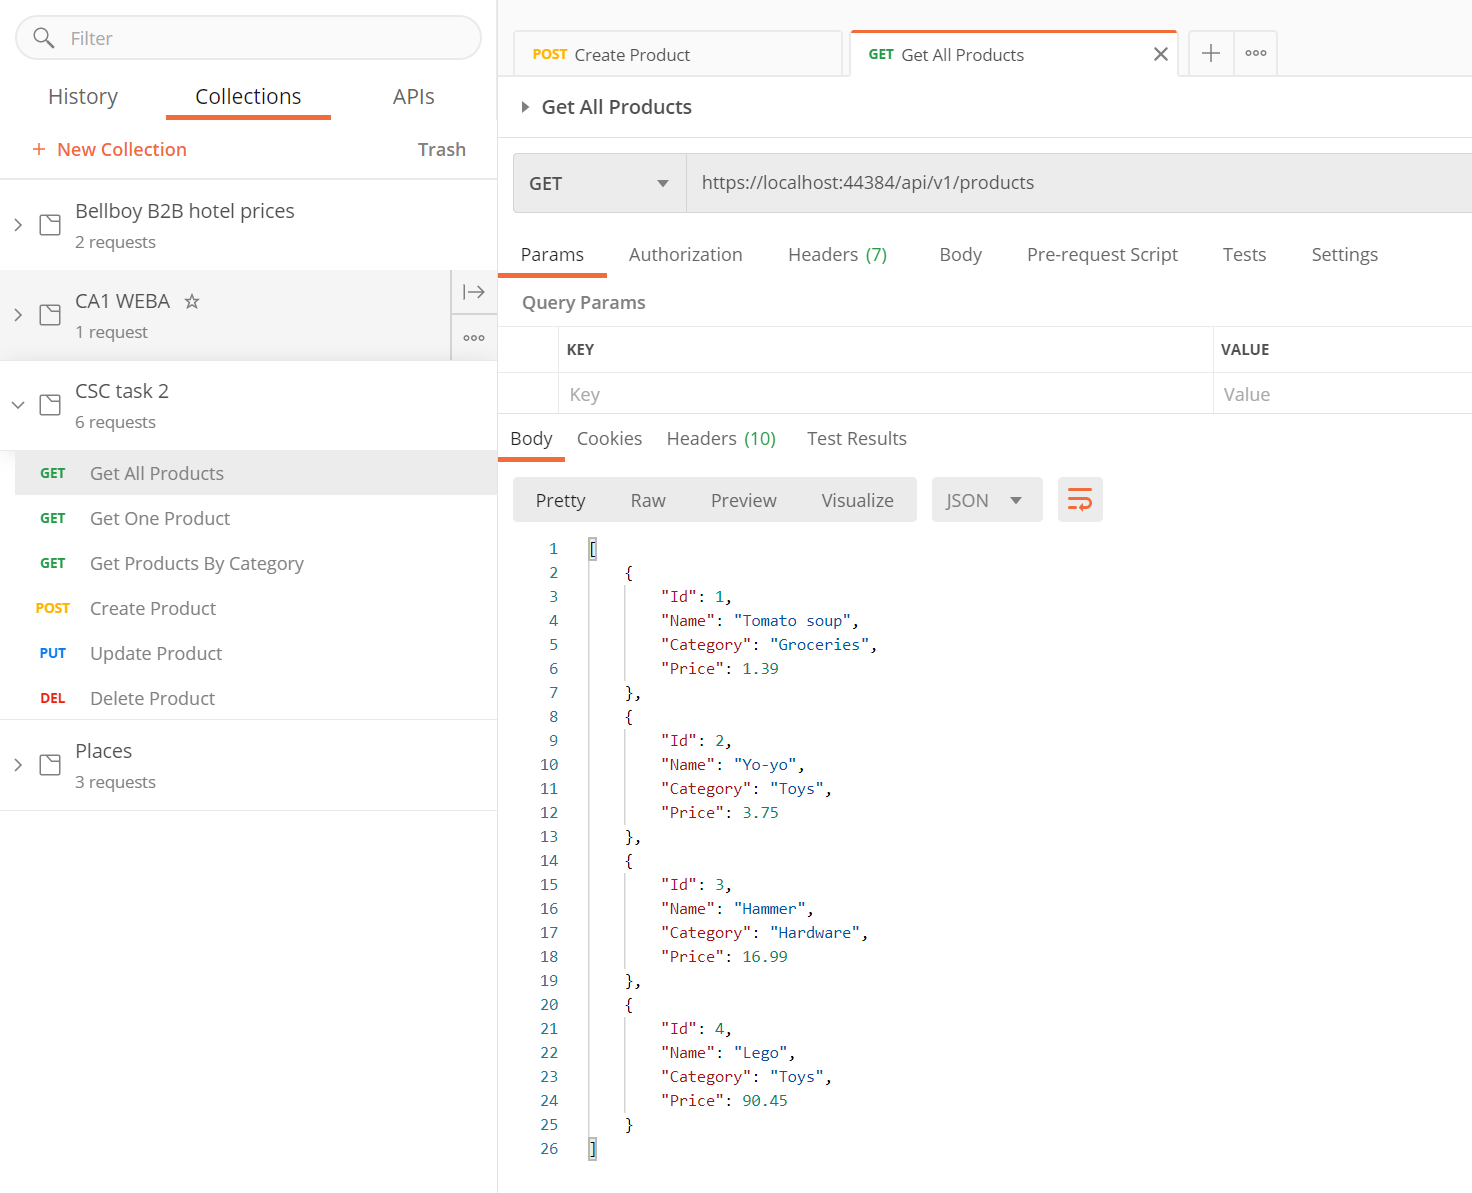 Filter
History Collections APIs
+ New Collection Trash
Bellboy B2B hotel prices
2 requests
CA1 WEBA
1 request
CSC task 2
6 requests
GET Get All Products
GET Get One Product
GET Get Products By Category
POST Create Product
PUT Update Product
DEL Delete Product
Places
3 requests
POST Create Product GET Get All Products
Get All Products
GET https://localhost:44384/api/v1/products
Params Authorization Headers (7) Body Pre-request Script Tests Settings
Query Params
KEY VALUE
Key Value
Body Cookies Headers (10) Test Results
Pretty Raw Preview Visualize JSON
1 [
2 {
3 "Id": 1,
4 "Name": "Tomato soup",
5 "Category": "Groceries",
6 "Price": 1.39
7 },
8 {
9 "Id": 2,
10 "Name": "Yo-yo",
11 "Category": "Toys",
12 "Price": 3.75
13 },
14 {
15 "Id": 3,
16 "Name": "Hammer",
17 "Category": "Hardware",
18 "Price": 16.99
19 },
20 {
21 "Id": 4,
22 "Name": "Lego",
23 "Category": "Toys",
24 "Price": 90.45
25 }
26 ]